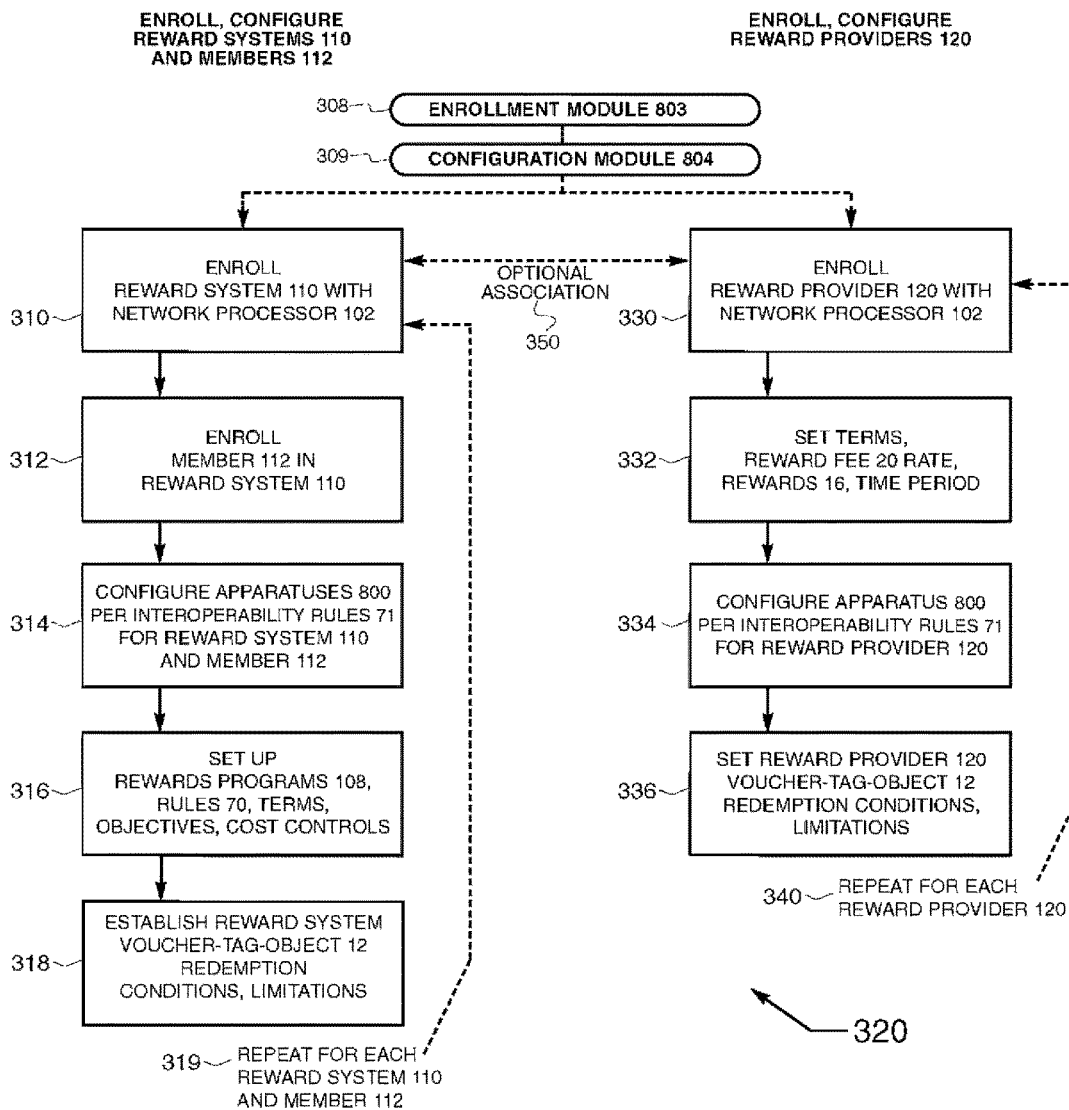 ENROLL, CONFIGURE
REWARD SYSTEMS 110
AND MEMBERS 112
ENROLL, CONFIGURE
REWARD PROVIDERS 120
308
ENROLLMENT MODULE 803
309
CONFIGURATION MODULE 804
310
ENROLL
REWARD SYSTEM 110 WITH
NETWORK PROCESSOR 102
OPTIONAL
ASSOCIATION
350
330
ENROLL
REWARD PROVIDER 120 WITH
NETWORK PROCESSOR 102
312
ENROLL
MEMBER 112 IN
REWARD SYSTEM 110
332
SET TERMS,
REWARD FEE 20 RATE,
REWARDS 16, TIME PERIOD
314
CONFIGURE APPARATUSES 800
PER INTEROPERABILITY RULES 71
FOR REWARD SYSTEM 110
AND MEMBER 112
334
CONFIGURE APPARATUS 800
PER INTEROPERABILITY RULES 71
FOR REWARD PROVIDER 120
316
SET UP
REWARDS PROGRAMS 108,
RULES 70, TERMS,
OBJECTIVES, COST CONTROLS
336
SET REWARD PROVIDER 120
VOUCHER-TAG-OBJECT 12
REDEMPTION CONDITIONS,
LIMITATIONS
340
REPEAT FOR EACH
REWARD PROVIDER 120
318
ESTABLISH REWARD SYSTEM
VOUCHER-TAG-OBJECT 12
REDEMPTION
CONDITIONS, LIMITATIONS
319
REPEAT FOR EACH
REWARD SYSTEM 110
AND MEMBER 112
320